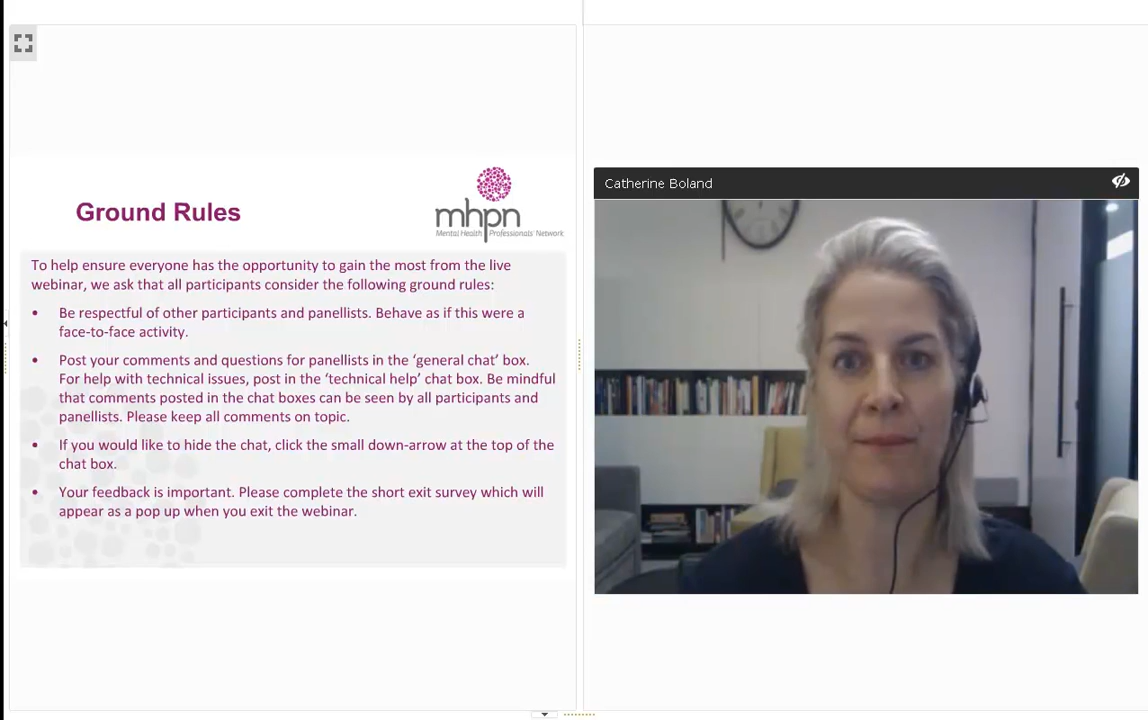 Ground Rules
mhpn
Mental Health Professionals' Network
To help ensure everyone has the opportunity to gain the most from the live
webinar, we ask that all participants consider the following ground rules:
• Be respectful of other participants and panellists. Behave as if this were a
face-to-face activity.
• Post your comments and questions for panellists in the ‘general chat’ box.
For help with technical issues, post in the ‘technical help’ chat box. Be mindful
that comments posted in the chat boxes can be seen by all participants and
panellists. Please keep all comments on topic.
• If you would like to hide the chat, click the small down-arrow at the top of the
chat box.
• Your feedback is important. Please complete the short exit survey which will
appear as a pop up when you exit the webinar.
Catherine Boland